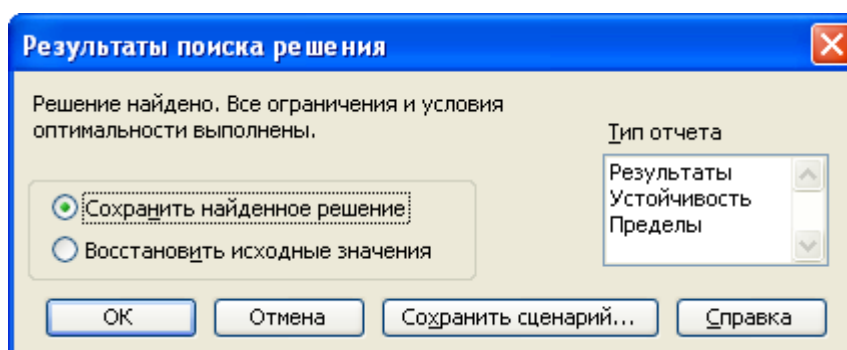 Результаты поиска решения
Решение найдено. Все ограничения и условия
оптимальности выполнены.
Тип отчета
Результаты
Устойчивость
Пределы
Сохранить найденное решение
Восстановить исходные значения
ОК
Отмена
Сохранить сценарий...
Справка